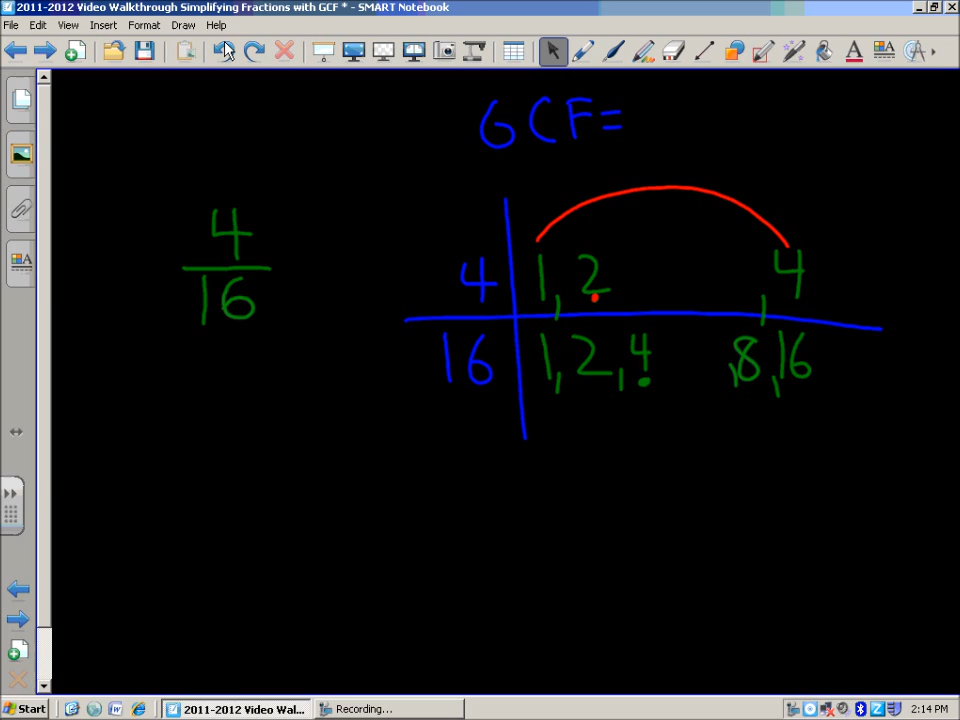 2011-2012 Video Walkthrough Simplifying Fractions with GCF * - SMART Notebook
File Edit View Insert Format Draw Help
GCF=
4
16
4 1, 2 , 4
16 1, 2, 4 ,8, 16
Start 2011-2012 Video Wal... Recording... 2:14 PM